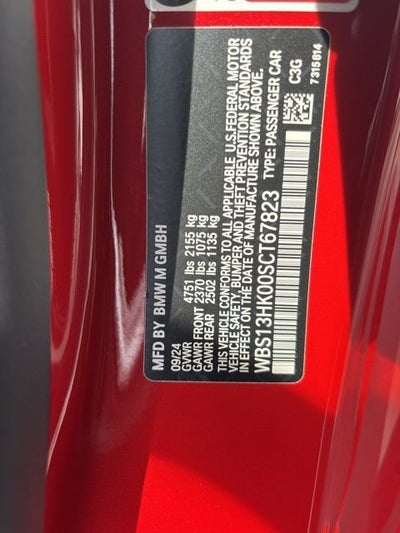 MFD BY BMW M GMBH
09/24
GVWR 4751 lbs 2155 kg
GAWR FRONT 2370 lbs 1075 kg
GAWR REAR 2502 lbs 1135 kg
THIS VEHICLE CONFORMS TO ALL APPLICABLE U.S.FEDERAL MOTOR
VEHICLE SAFETY, BUMPER, AND THEFT PREVENTION STANDARDS
IN EFFECT ON THE DATE OF MANUFACTURE SHOWN ABOVE.
WBS13HK00SCT67823 TYPE: PASSENGER CAR
C3G
7315814